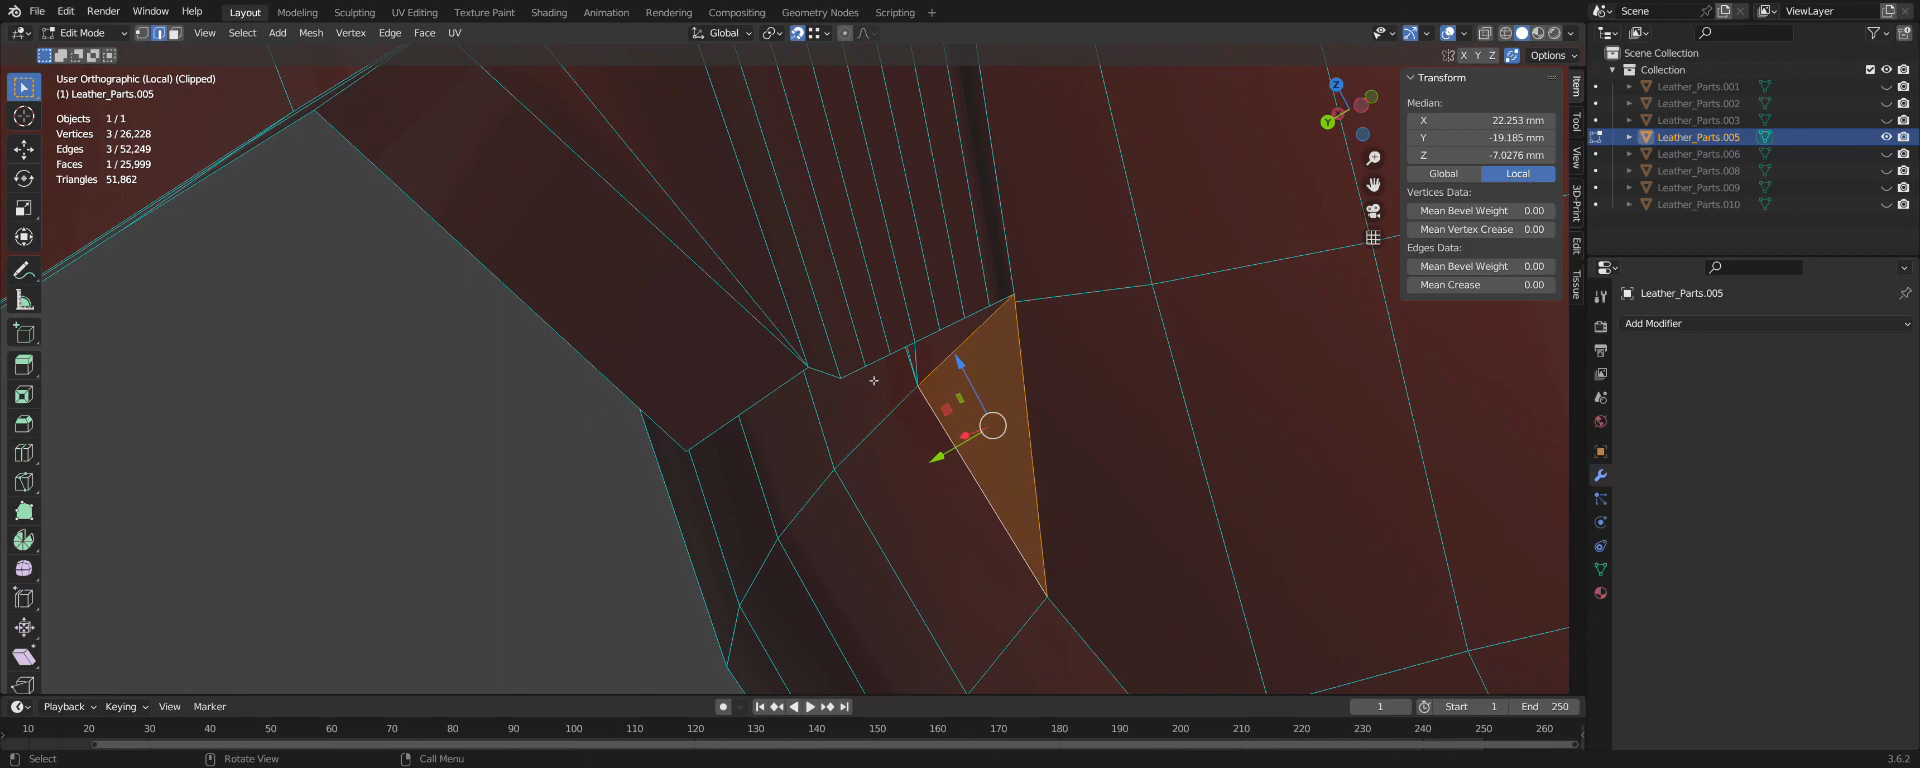 File Edit Render Window Help Layout Modeling Sculpting UV Editing Texture Paint Shading Animation Rendering Compositing Geometry Nodes Scripting + Scene ViewLayer
Edit Mode View Select Add Mesh Vertex Edge Face UV Global
X Y Z Options
Scene Collection
Collection
Leather_Parts.001
Leather_Parts.002
Leather_Parts.003
Leather_Parts.005
Leather_Parts.006
Leather_Parts.008
Leather_Parts.009
Leather_Parts.010
User Orthographic (Local) (Clipped)
(1) Leather_Parts.005
Objects 1 / 1
Vertices 3 / 26,228
Edges 3 / 52,249
Faces 1 / 25,999
Triangles 51,862
Z
Y
Transform
Median:
X 22.253 mm
Y -19.185 mm
Z -7.0276 mm
Global Local
Vertices Data:
Mean Bevel Weight 0.00
Mean Vertex Crease 0.00
Edges Data:
Mean Bevel Weight 0.00
Mean Crease 0.00
Item
Tool
View
3D-Print
Edit
Tissue
Leather_Parts.005
Add Modifier
Playback Keying View Marker 1 Start 1 End 250
10 20 30 40 50 60 70 80 90 100 110 120 130 140 150 160 170 180 190 200 210 220 230 240 250 260
Select Rotate View Call Menu 3.6.2